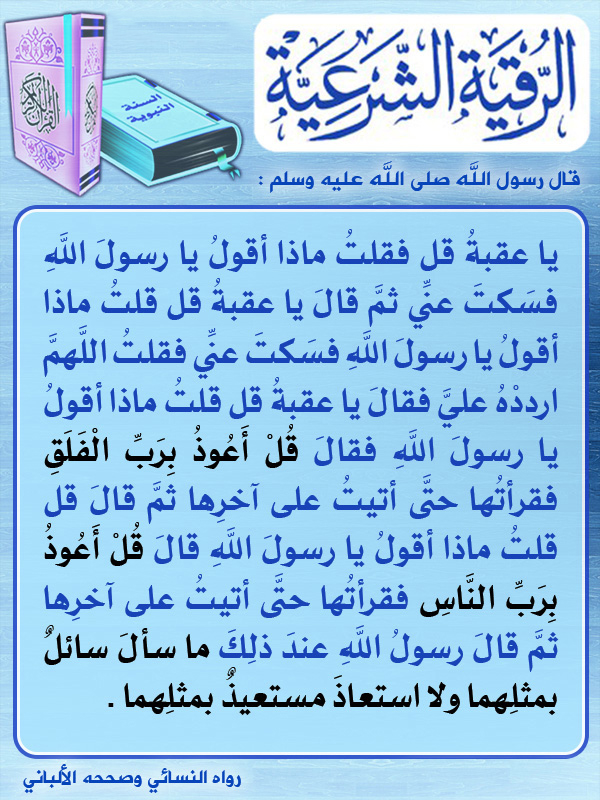 الرُّقيَة الشَّرَعِيَّة
القرآن الكريم
السنة
النبوية
قال رسول اللَّه صلى اللَّه عليه وسلم :
يا عقبةُ قل فقلتُ ماذا أقولُ يا رسولَ اللَّهِ
فسَكتَ عنِّي ثمَّ قالَ يا عقبةُ قل قلتُ ماذا
أقولُ يا رسولَ اللَّهِ فسَكتَ عنِّي فقلتُ اللَّهمَّ
اردُدْهُ عليَّ فقالَ يا عقبةُ قل قلتُ ماذا أقولُ
يا رسولَ اللَّهِ فقالَ قُلْ أَعُوذُ بِرَبِّ الْفَلَقِ
فقرأتُها حتَّى أتيتُ على آخرِها ثمَّ قالَ قل
قلتُ ماذا أقولُ يا رسولَ اللَّهِ قالَ قُلْ أَعُوذُ
بِرَبِّ النَّاسِ فقرأتُها حتَّى أتيتُ على آخرِها
ثمَّ قالَ رسولُ اللَّهِ عندَ ذلِكَ ما سألَ سائلٌ
بمثلِهما ولا استعاذَ مستعيذٌ بمثلِهما .
رواه النسائي وصححه الألباني